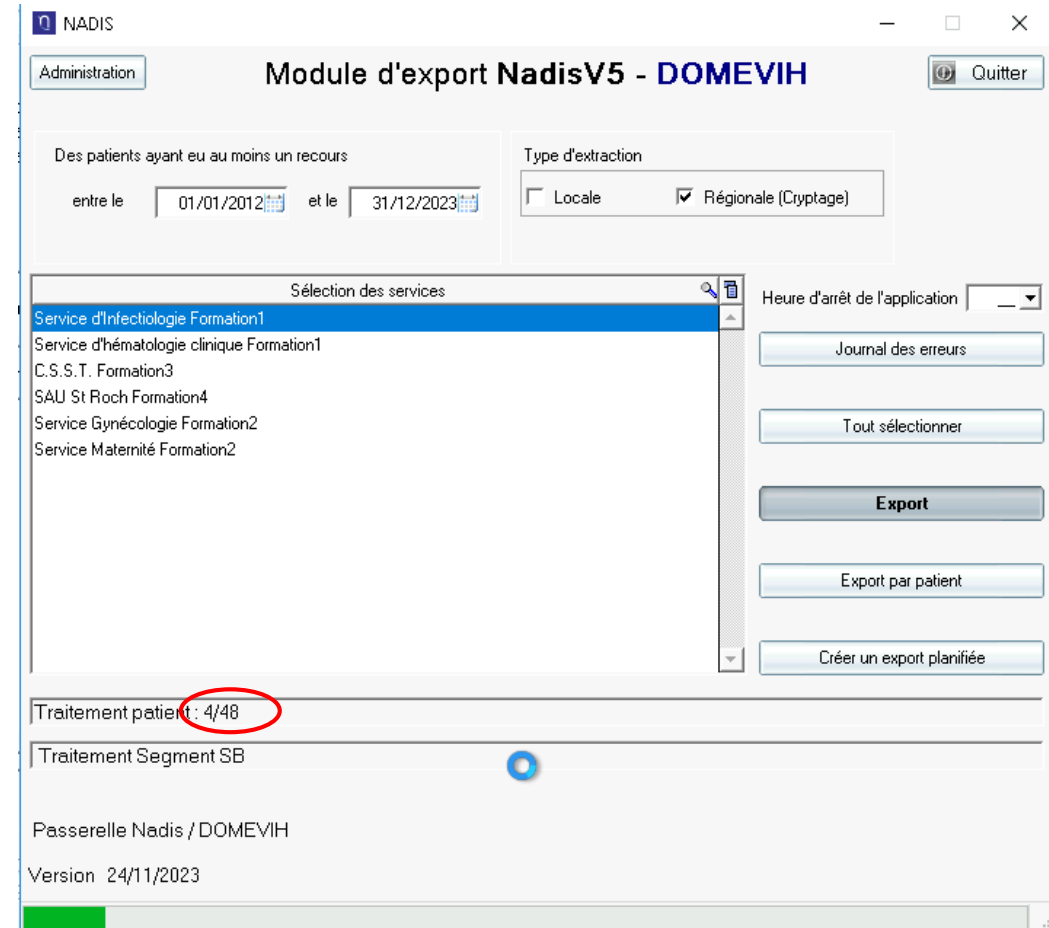 NADIS
Administration
Module d'export NadisV5 - DOMEVIH
Quitter
Des patients ayant eu au moins un recours
entre le 01/01/2012 et le 31/12/2023
Type d'extraction
Locale Régionale (Cryptage)
Sélection des services
Service d'Infectiologie Formation1
Service d'hématologie clinique Formation1
C.S.S.T. Formation3
SAU St Roch Formation4
Service Gynécologie Formation2
Service Maternité Formation2
Heure d'arrêt de l'application __
Journal des erreurs
Tout sélectionner
Export
Export par patient
Créer un export planifiée
Traitement patient : 4/48
Traitement Segment SB
Passerelle Nadis / DOMEVIH
Version 24/11/2023